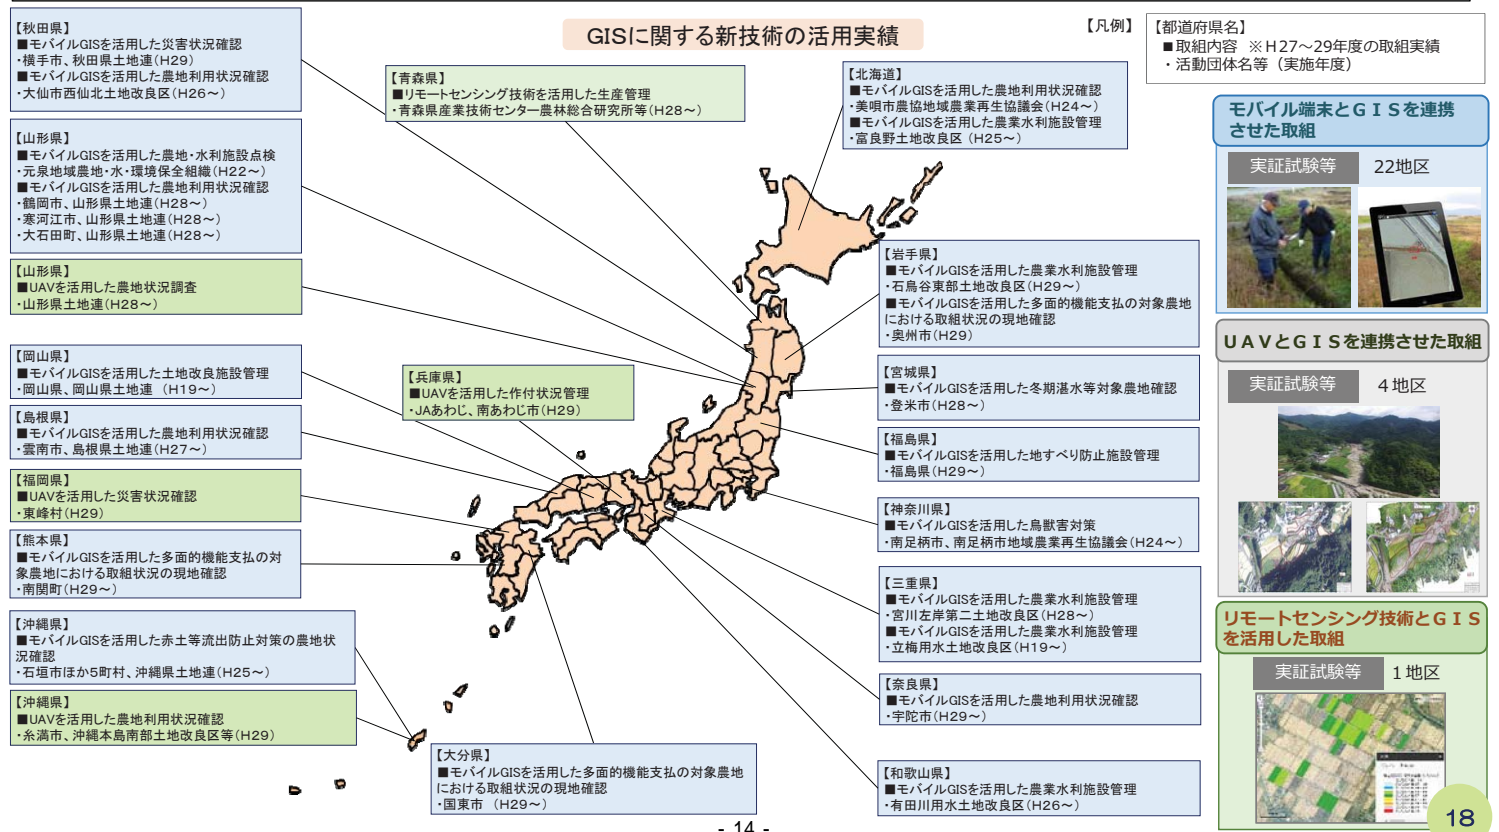 GISに関する新技術の活用実績
【凡例】
【都道府県名】
■取組内容 ※H27～29年度の取組実績
・活動団体名等（実施年度）
【秋田県】
■モバイルGISを活用した災害状況確認
・横手市、秋田県土地連(H29)
■モバイルGISを活用した農地利用状況確認
・大仙市西仙北土地改良区(H26～)
【青森県】
■リモートセンシング技術を活用した生産管理
・青森県産業技術センター農林総合研究所等(H28～)
【北海道】
■モバイルGISを活用した農地利用状況確認
・美唄市農協地域農業再生協議会(H24～)
■モバイルGISを活用した農業水利施設管理
・富良野土地改良区（H25～）
【山形県】
■モバイルGISを活用した農地・水利施設点検
・元泉地域農地・水・環境保全組織(H22～)
■モバイルGISを活用した農地利用状況確認
・鶴岡市、山形県土地連(H28～)
・寒河江市、山形県土地連(H28～)
・大石田町、山形県土地連(H28～)
【山形県】
■UAVを活用した農地状況調査
・山形県土地連(H28～)
【岩手県】
■モバイルGISを活用した農業水利施設管理
・石鳥谷東部土地改良区(H29～)
■モバイルGISを活用した多面的機能支払の対象農地
における取組状況の現地確認
・奥州市(H29)
【岡山県】
■モバイルGISを活用した土地改良施設管理
・岡山県、岡山県土地連 （H19～)
【兵庫県】
■UAVを活用した作付状況管理
・JAあわじ、南あわじ市(H29)
【宮城県】
■モバイルGISを活用した冬期湛水等対象農地確認
・登米市(H28～)
【島根県】
■モバイルGISを活用した農地利用状況確認
・雲南市、島根県土地連(H27～)
【福島県】
■モバイルGISを活用した地すべり防止施設管理
・福島県(H29～)
【福岡県】
■UAVを活用した災害状況確認
・東峰村(H29)
【神奈川県】
■モバイルGISを活用した鳥獣害対策
・南足柄市、南足柄市地域農業再生協議会(H24～)
【熊本県】
■モバイルGISを活用した多面的機能支払の対
象農地における取組状況の現地確認
・南関町(H29～)
【三重県】
■モバイルGISを活用した農業水利施設管理
・宮川左岸第二土地改良区(H28～)
■モバイルGISを活用した農業水利施設管理
・立梅用水土地改良区(H19～)
【沖縄県】
■モバイルGISを活用した赤土等流出防止対策の農地状
況確認
・石垣市ほか5町村、沖縄県土地連(H25～)
【沖縄県】
■UAVを活用した農地利用状況確認
・糸満市、沖縄本島南部土地改良区等(H29)
【奈良県】
■モバイルGISを活用した農地利用状況確認
・宇陀市(H29～)
【大分県】
■モバイルGISを活用した多面的機能支払の対象農地
における取組状況の現地確認
・国東市 （H29～)
【和歌山県】
■モバイルGISを活用した農業水利施設管理
・有田川用水土地改良区(H26～)
モバイル端末とＧＩＳを連携
させた取組
実証試験等 22地区
ＵＡＶとＧＩＳを連携させた取組
実証試験等 ４地区
リモートセンシング技術とＧＩＳ
を活用した取組
実証試験等 １地区
- 14 -
18